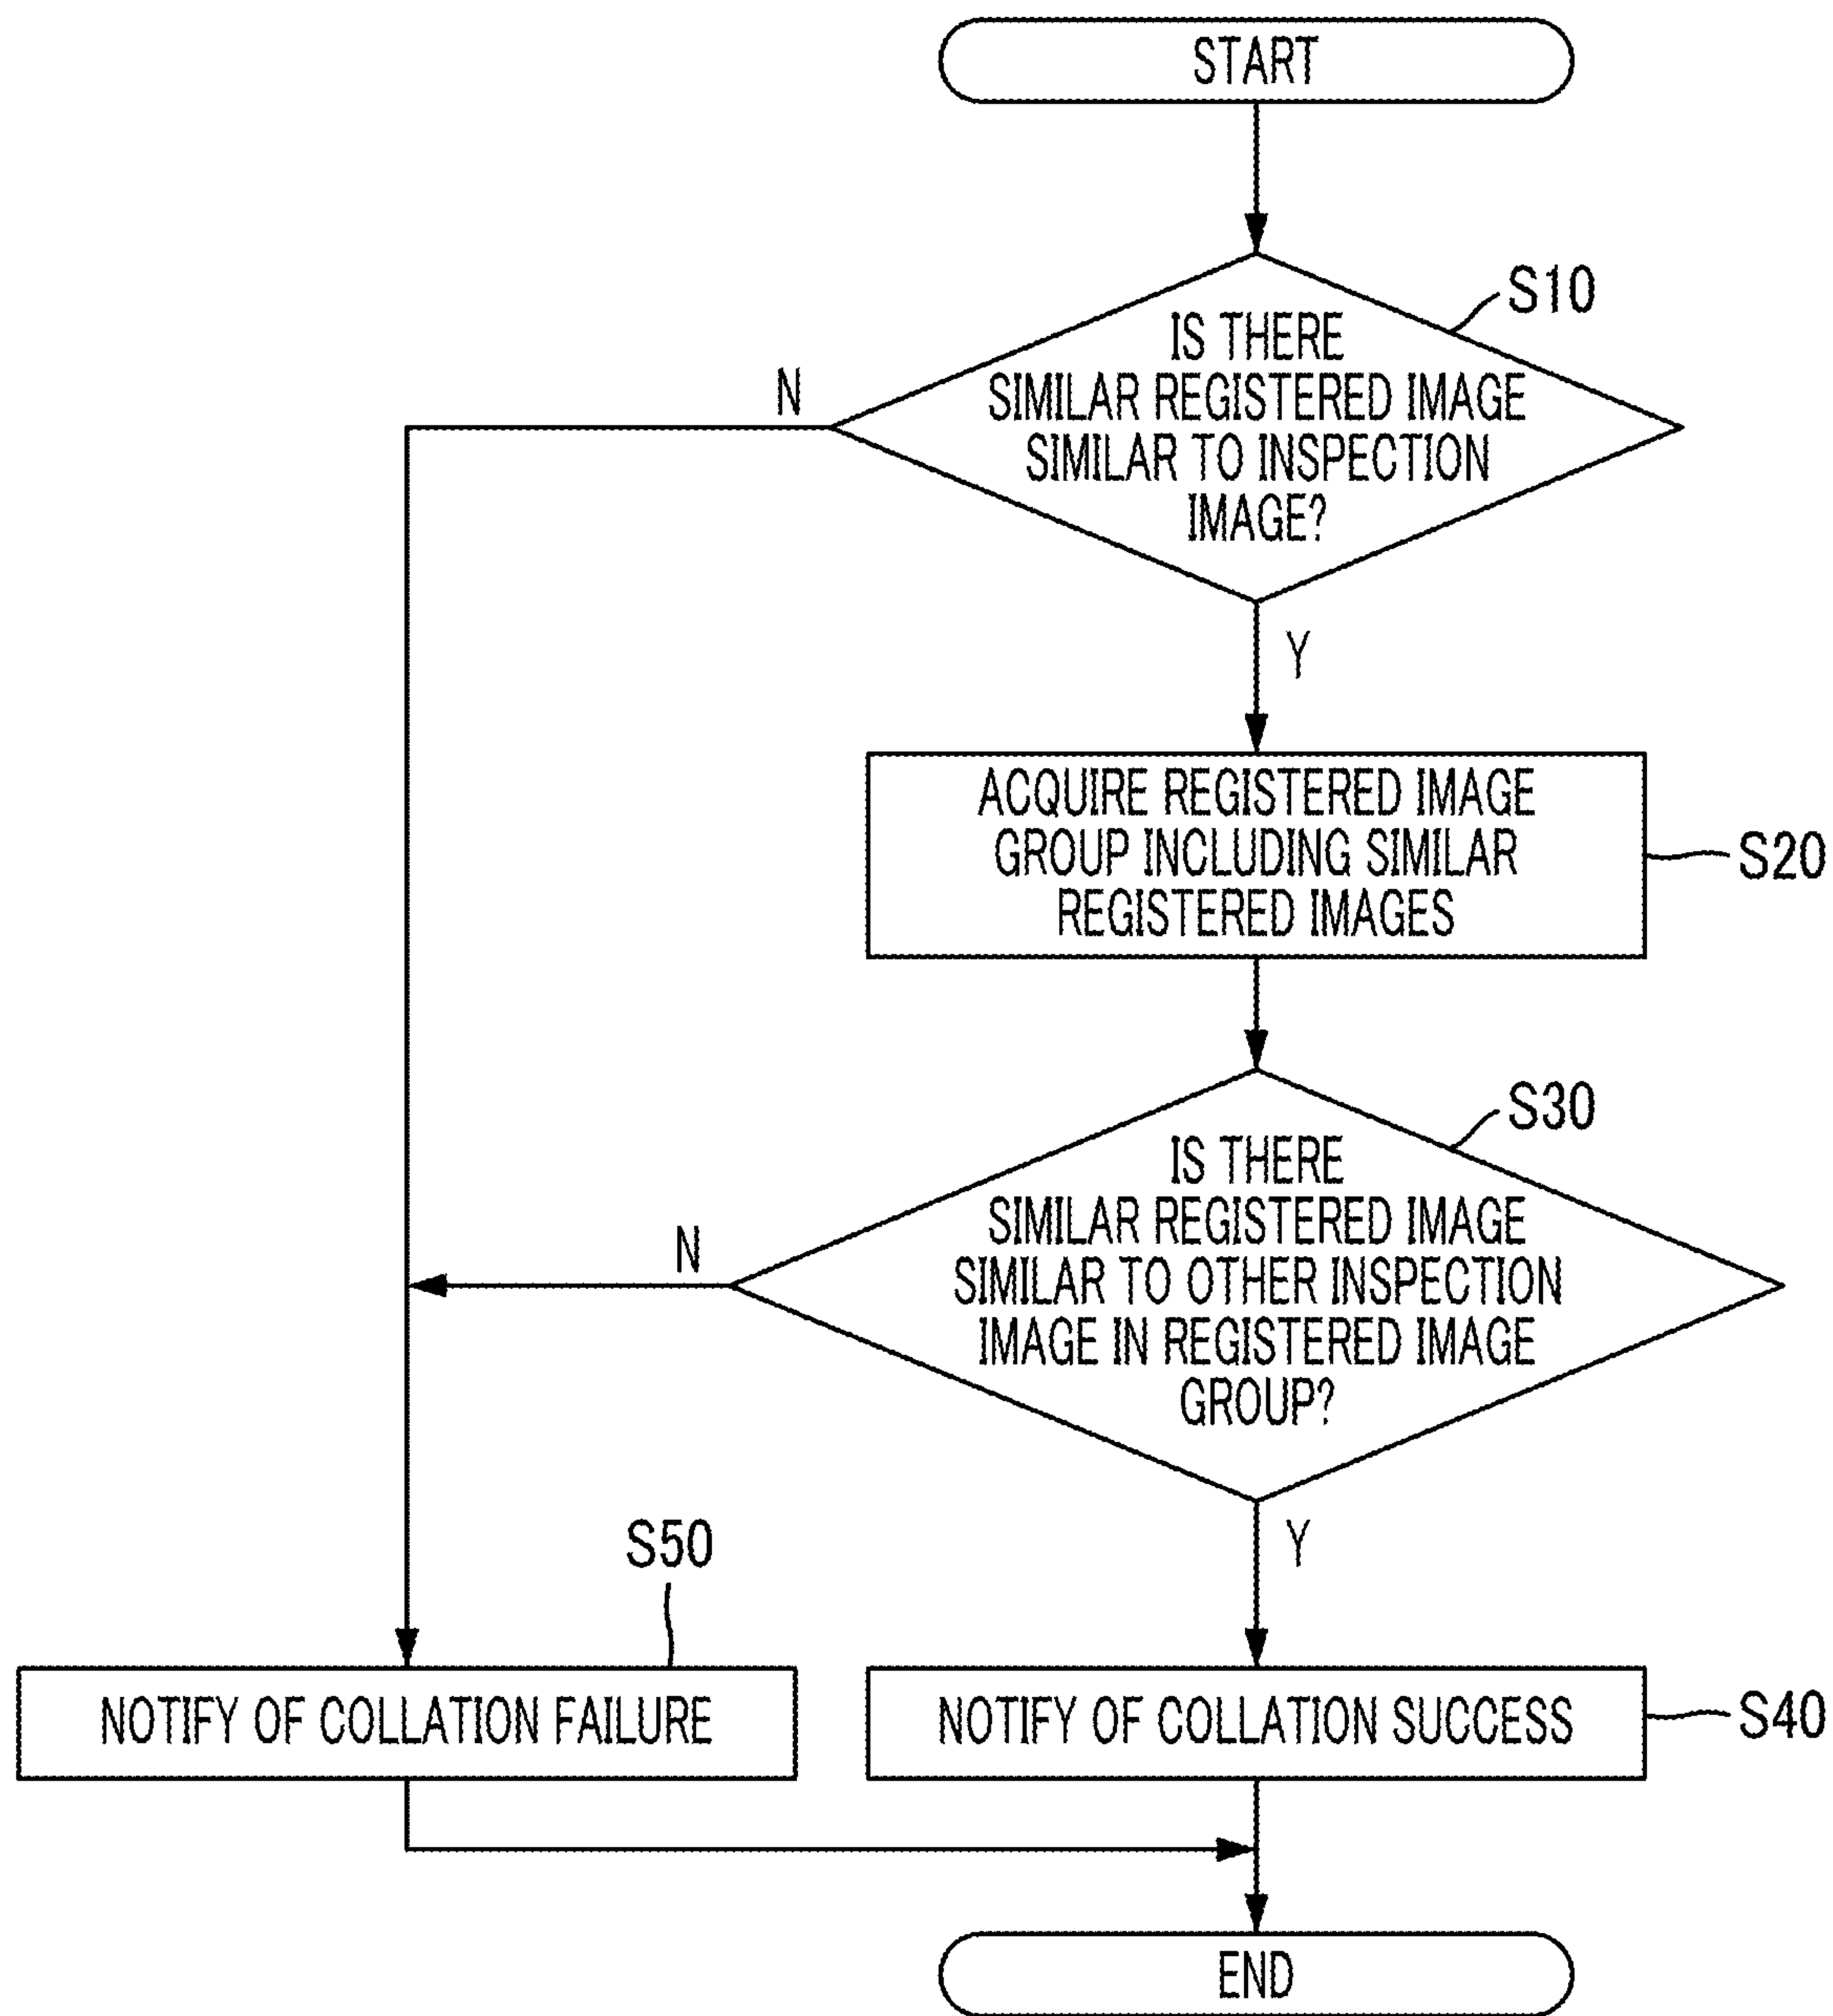 START
S10
IS THERE
SIMILAR REGISTERED IMAGE
SIMILAR TO INSPECTION
IMAGE?
N
Y
ACQUIRE REGISTERED IMAGE
GROUP INCLUDING SIMILAR
REGISTERED IMAGES
S20
S30
IS THERE
SIMILAR REGISTERED IMAGE
SIMILAR TO OTHER INSPECTION
IMAGE IN REGISTERED IMAGE
GROUP?
N
Y
S50
NOTIFY OF COLLATION FAILURE
NOTIFY OF COLLATION SUCCESS
S40
END